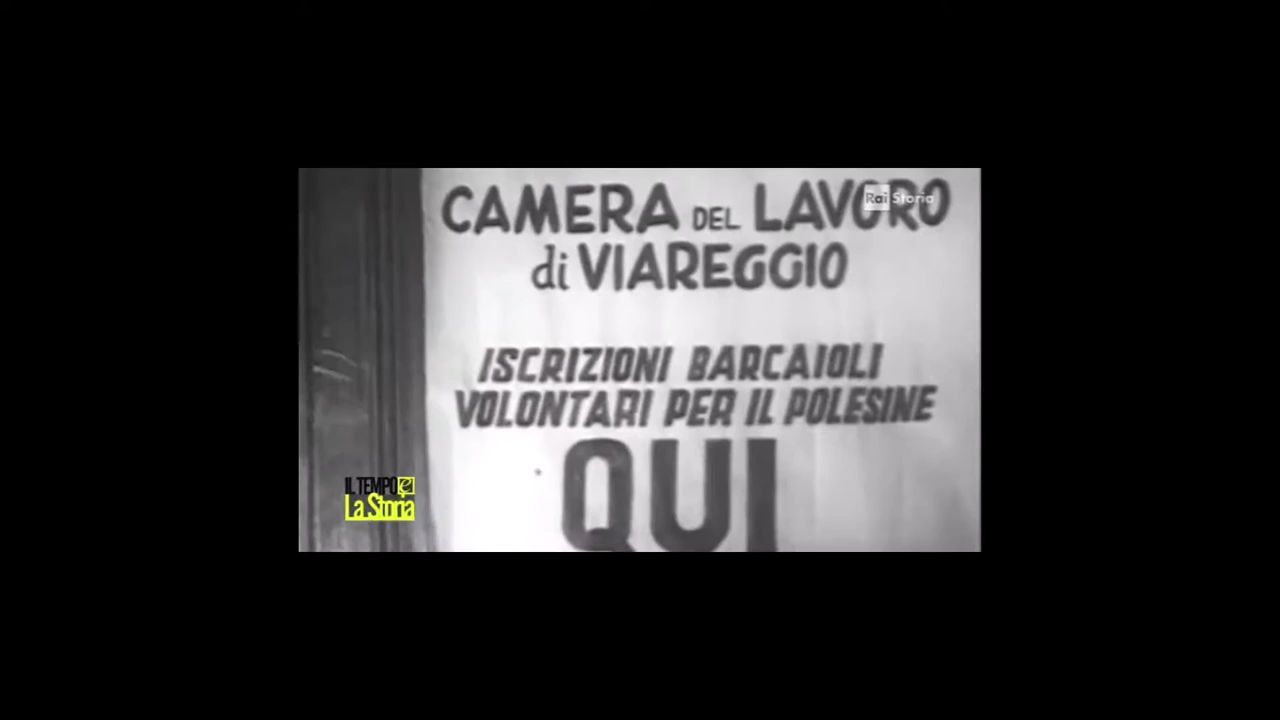 CAMERA DEL LAVORO
di VIAREGGIO
Rai Storia
ISCRIZIONI BARCAIOLI
VOLONTARI PER IL POLESINE
QUI
IL TEMPO e
La Storia